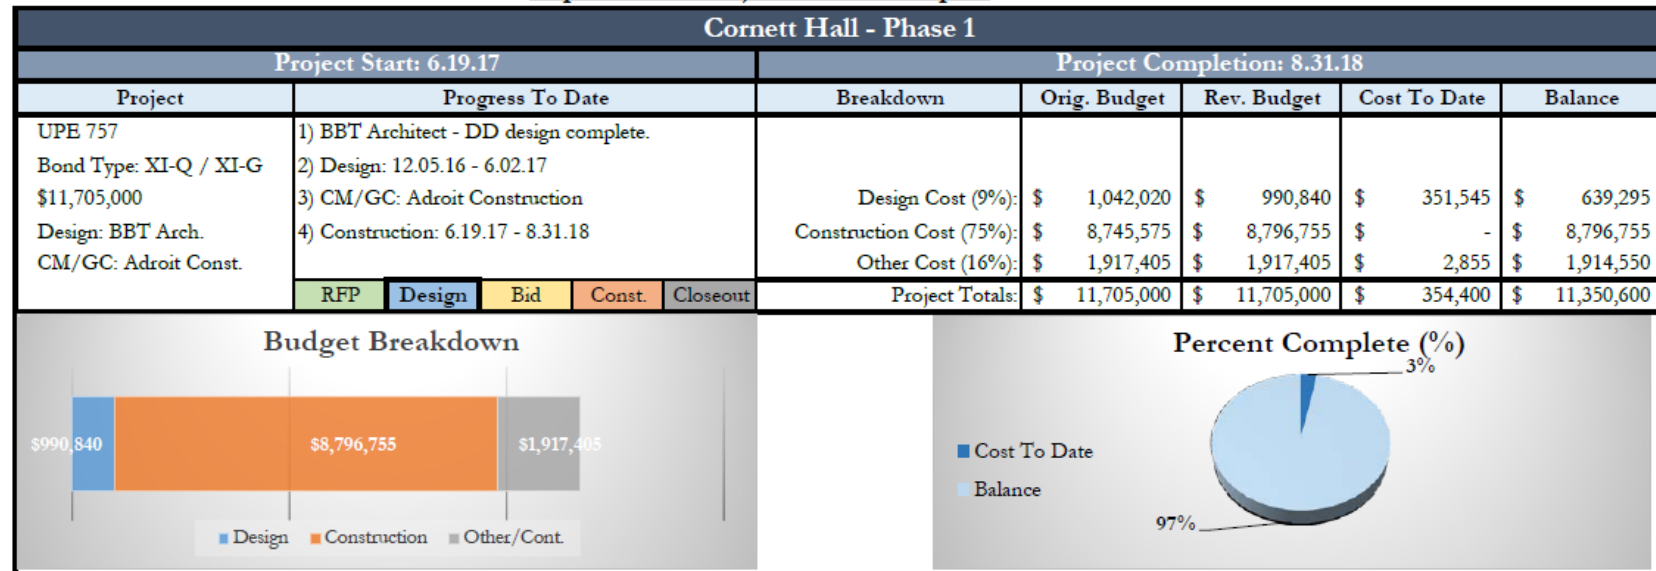 Cornett Hall - Phase 1
Project Start: 6.19.17 Project Completion: 8.31.18
Project Progress To Date Breakdown Orig. Budget Rev. Budget Cost To Date Balance
UPE 757 1) BBT Architect - DD design complete.
Bond Type: XI-Q / XI-G 2) Design: 12.05.16 - 6.02.17
$11,705,000 3) CM/GC: Adroit Construction Design Cost (9%): $ 1,042,020 $ 990,840 $ 351,545 $ 639,295
Design: BBT Arch. 4) Construction: 6.19.17 - 8.31.18 Construction Cost (75%): $ 8,745,575 $ 8,796,755 $ - $ 8,796,755
CM/GC: Adroit Const. Other Cost (16%): $ 1,917,405 $ 1,917,405 $ 2,855 $ 1,914,550
RFP Design Bid Const. Closeout Project Totals: $ 11,705,000 $ 11,705,000 $ 354,400 $ 11,350,600
Budget Breakdown
$990,840 $8,796,755 $1,917,405
Design Construction Other/Cont.
Percent Complete (%)
3%
Cost To Date
Balance
97%